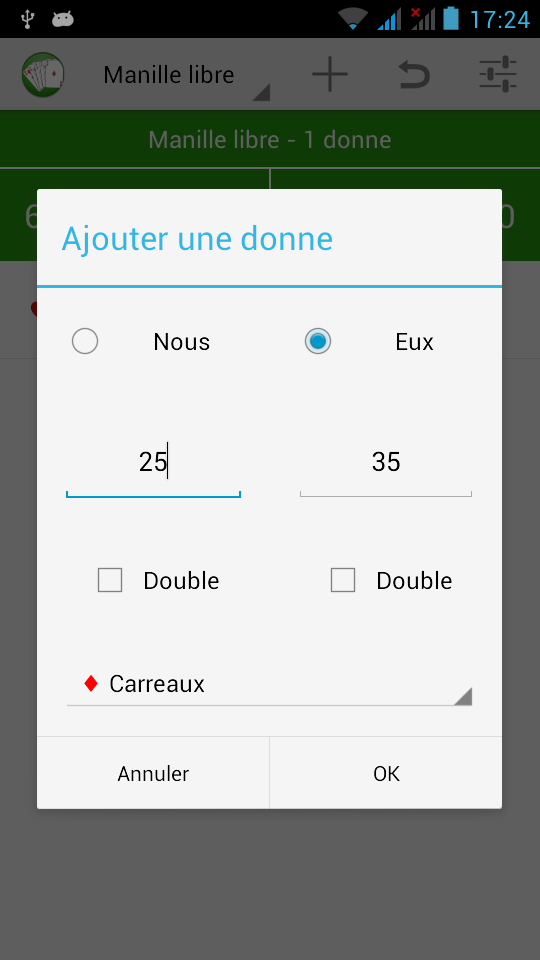 17:24
Manille libre
Manille libre - 1 donne
Ajouter une donne
Nous Eux
25 35
Double Double
Carreaux
Annuler OK